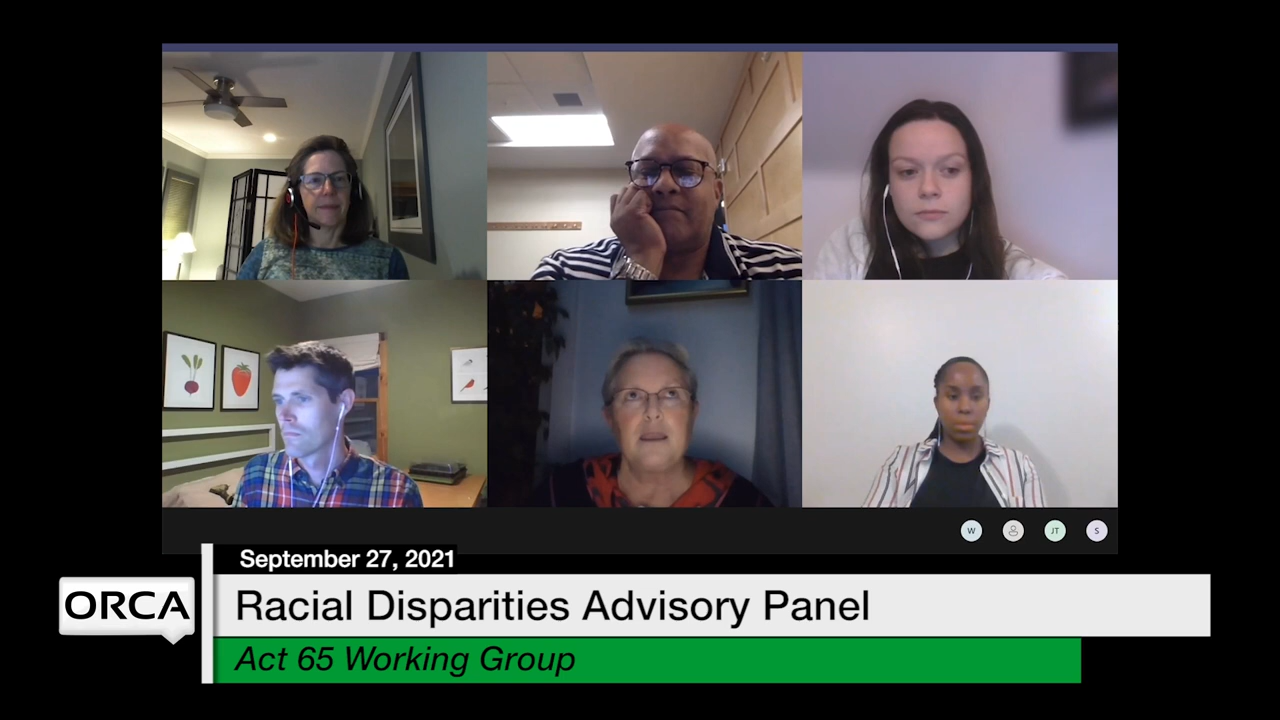 W
JT
S
September 27, 2021
ORCA
Racial Disparities Advisory Panel
Act 65 Working Group